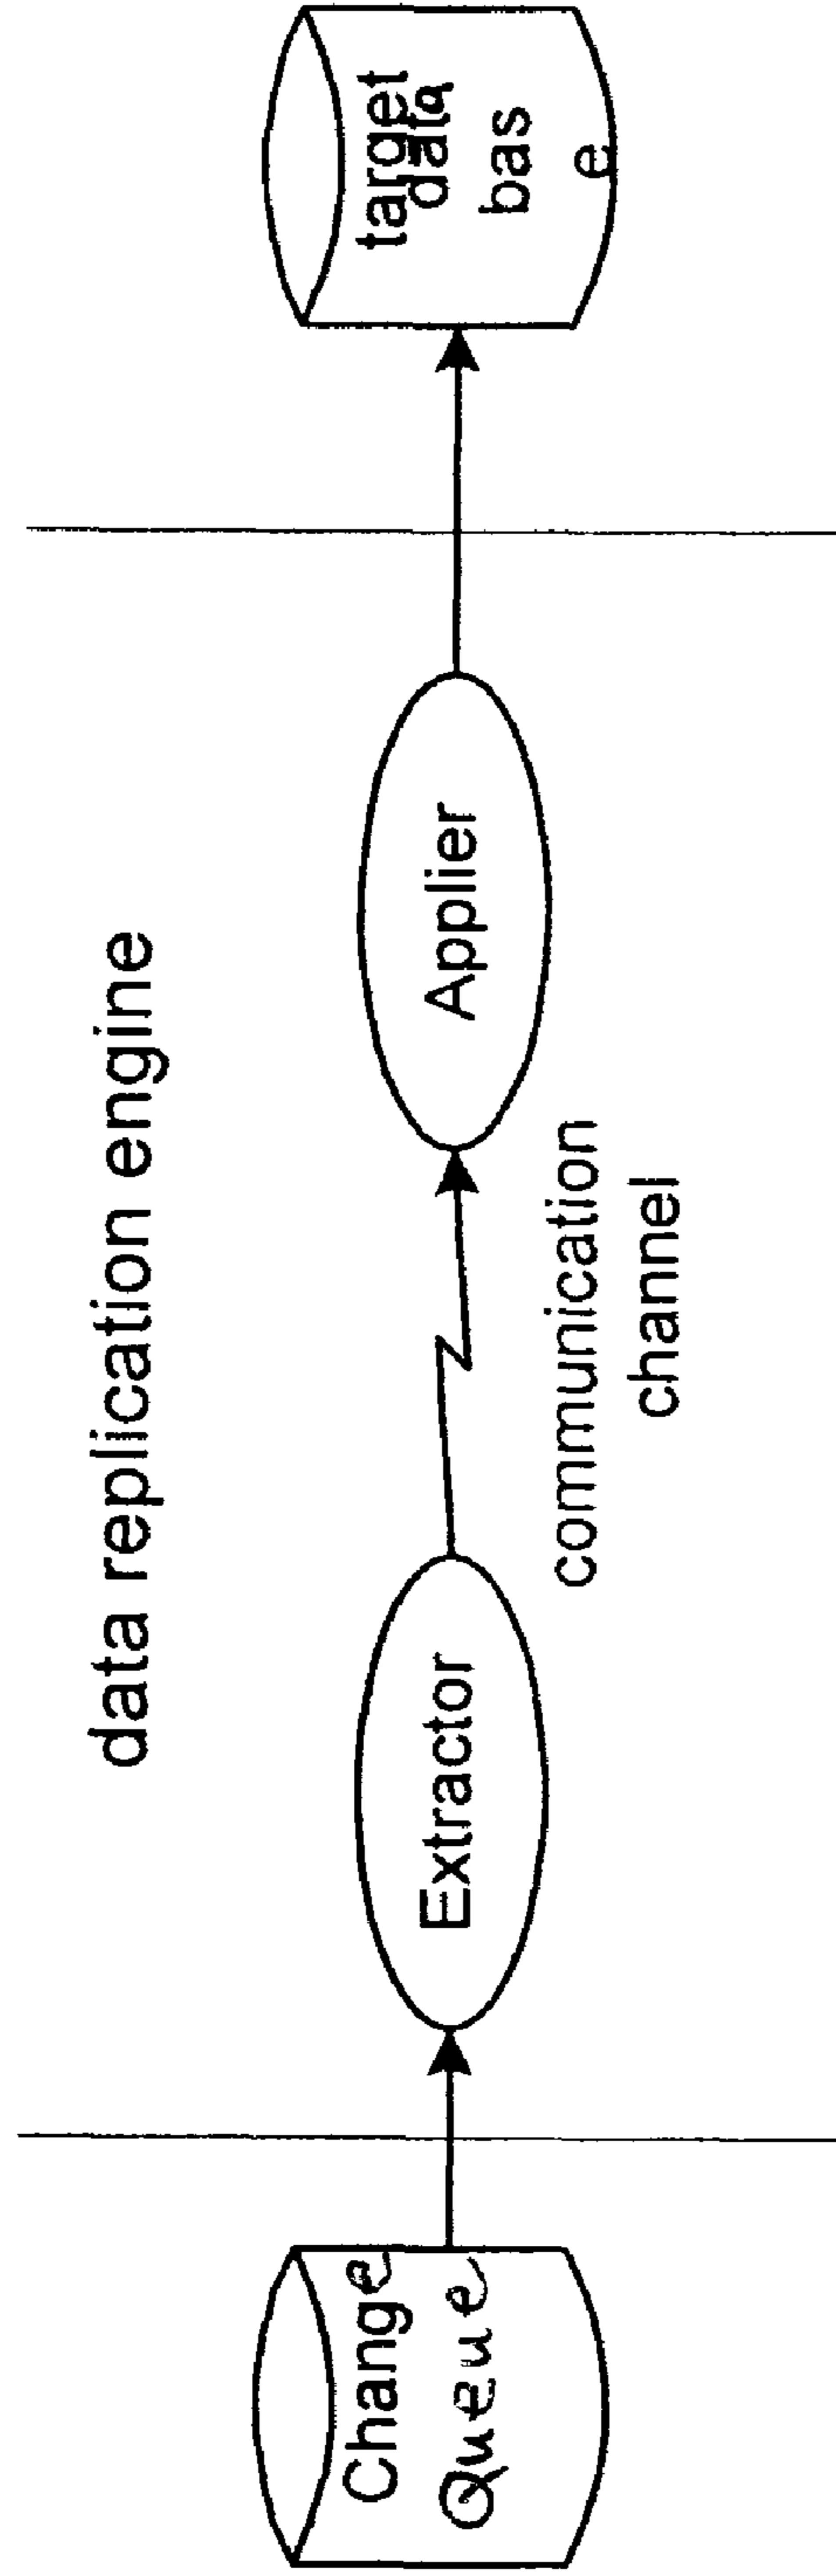 data replication engine
Change
Queue
Extractor
communication
channel
Applier
target
data
bas
e